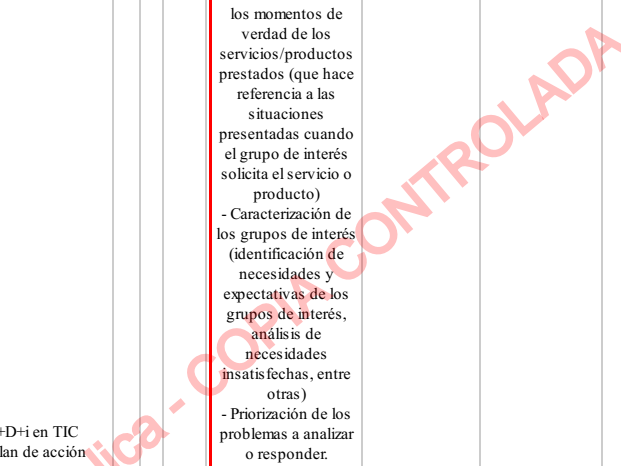 los momentos de
verdad de los
servicios/productos
prestados (que hace
referencia a las
situaciones
presentadas cuando
el grupo de interés
solicita el servicio o
producto)
- Caracterización de
los grupos de interés
(identificación de
necesidades y
expectativas de los
grupos de interés,
análisis de
necesidades
insatisfechas, entre
otras)
- Priorización de los
problemas a analizar
o responder.
+D+i en TIC
lan de acción
lica - COPIA CONTROLADA